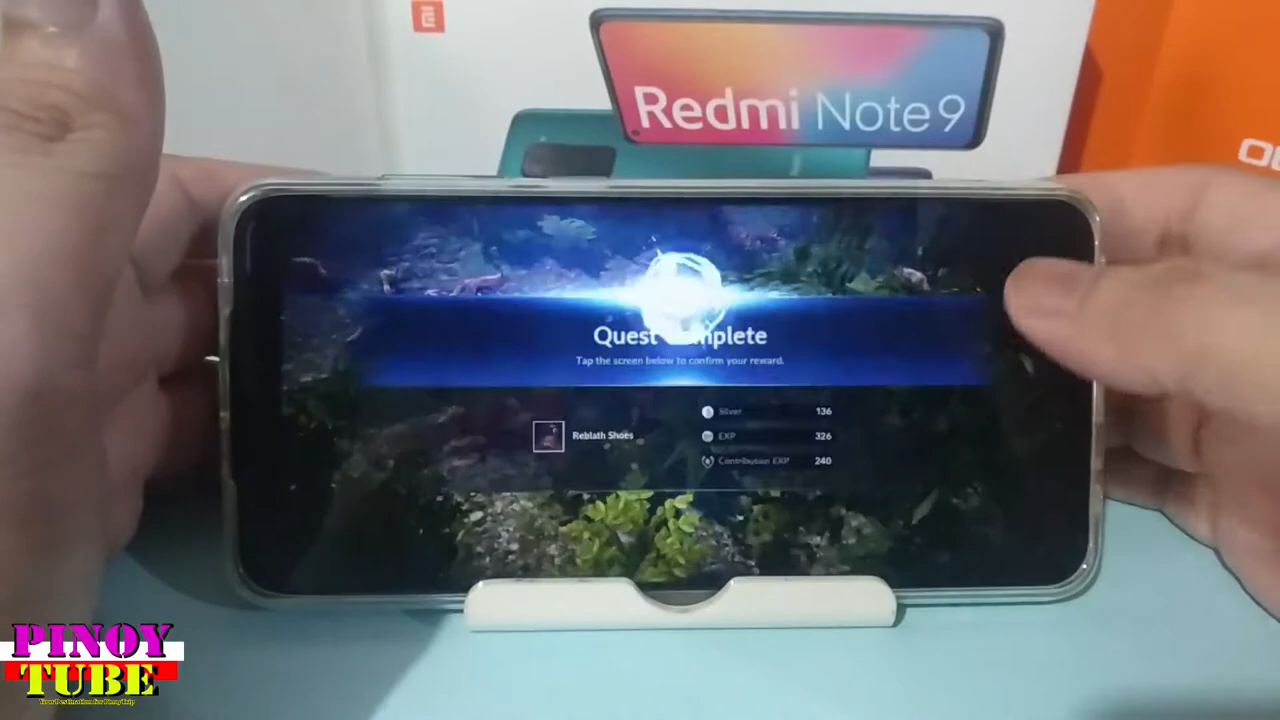 Redmi Note 9
Quest
mplete
Tap the screen below to confirm your reward.
Silver 136
Reblath Shoes
EXP 326
Contribution EXP 240
PINOY
TUBE